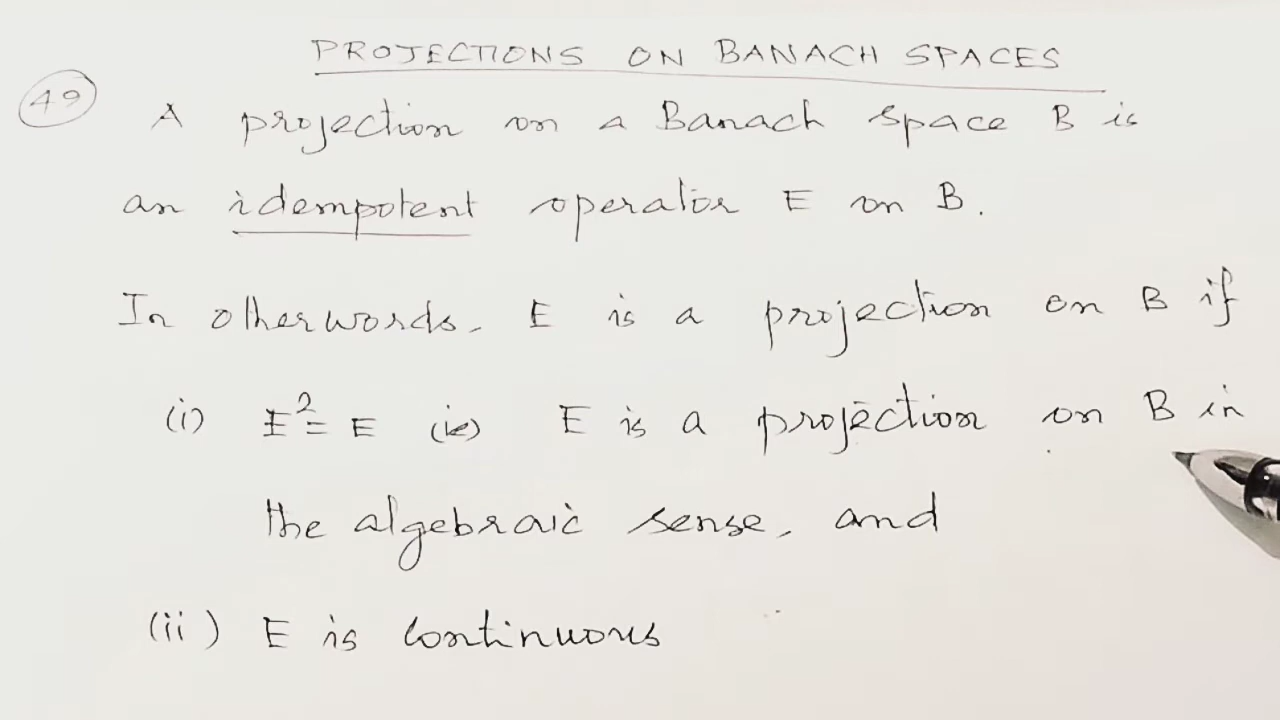 PROJECTIONS ON BANACH SPACES
49
A projection on a Banach space B is
an idempotent operator E on B.
In otherwords, E is a projection on B if
(i) E² = E (ie) E is a projection on B in
the algebraic sense, and
(ii) E is continuous